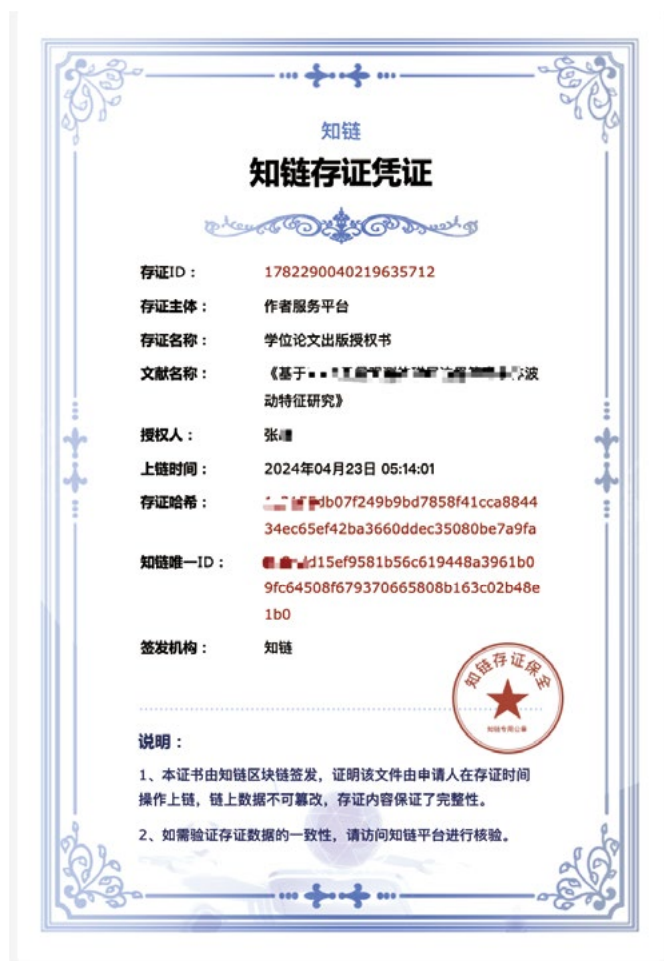 知链
知链存证凭证
存证ID： 1782290040219635712
存证主体： 作者服务平台
存证名称： 学位论文出版授权书
文献名称： 《基于 波
动特征研究》
授权人： 张
上链时间： 2024年04月23日 05:14:01
存证哈希： db07f249b9bd7858f41cca8844
34ec65ef42ba3660ddec35080be7a9fa
知链唯一ID： d15ef9581b56c619448a3961b0
9fc64508f679370665808b163c02b48e
1b0
签发机构： 知链
知链存证保全
知链专用公章
说明：
1、本证书由知链区块链签发，证明该文件由申请人在存证时间
操作上链，链上数据不可篡改，存证内容保证了完整性。
2、如需验证存证数据的一致性，请访问知链平台进行核验。